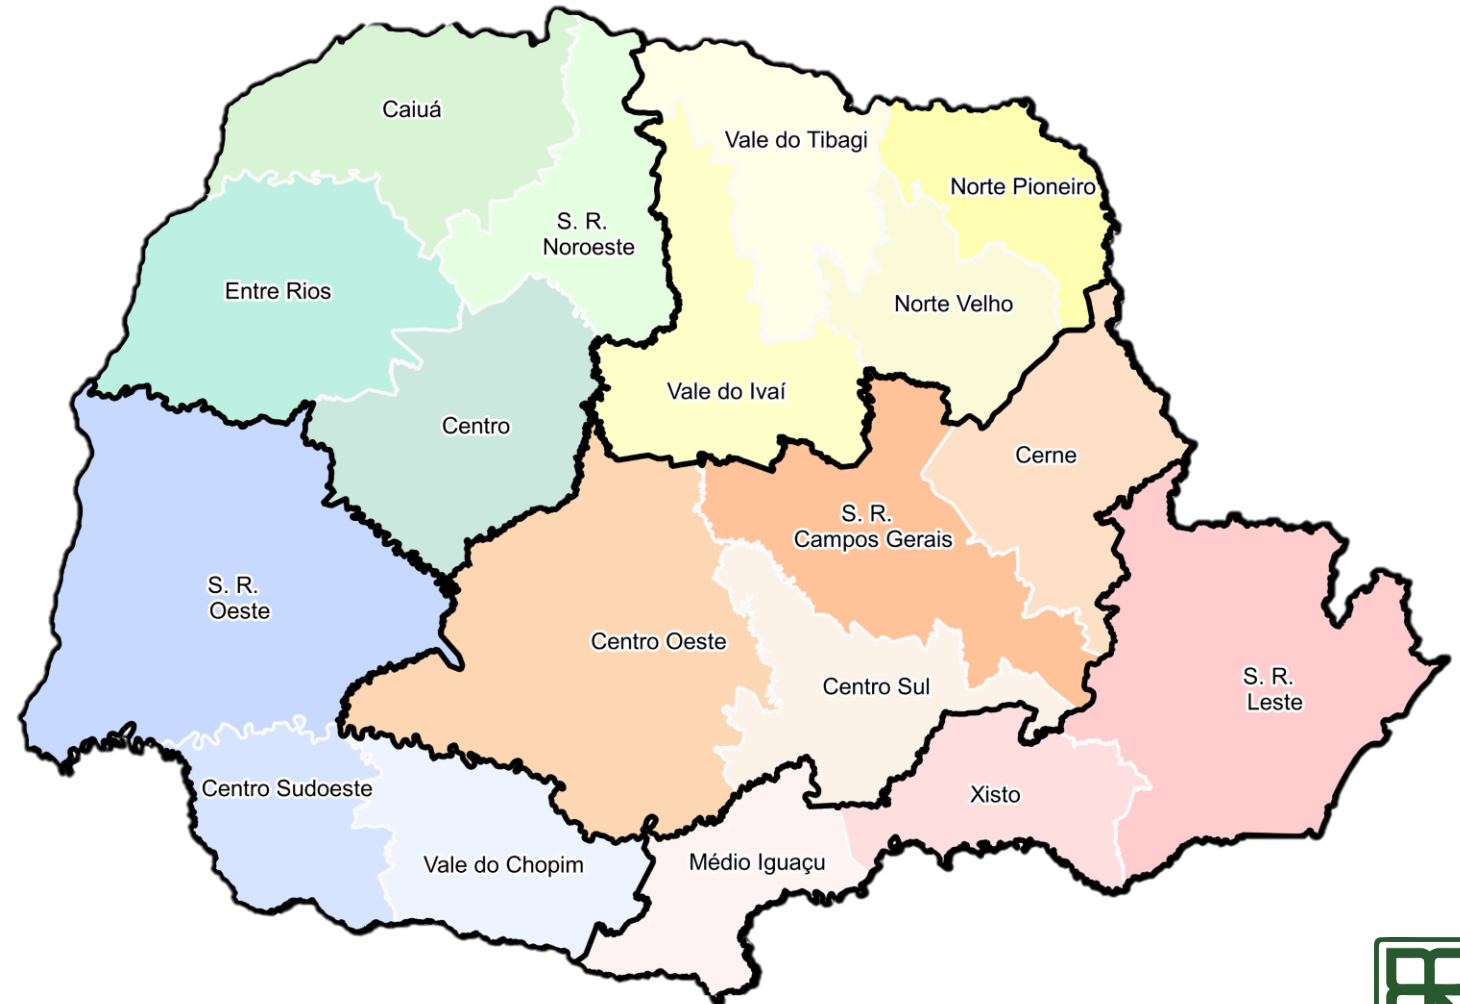 Caiuá
Vale do Tibagi
Norte Pioneiro
S. R.
Noroeste
Entre Rios
Norte Velho
Vale do Ivaí
Centro
Cerne
S. R.
Campos Gerais
S. R.
Oeste
Centro Oeste
Centro Sul
S. R.
Leste
Centro Sudoeste
Xisto
Vale do Chopim
Médio Iguaçu